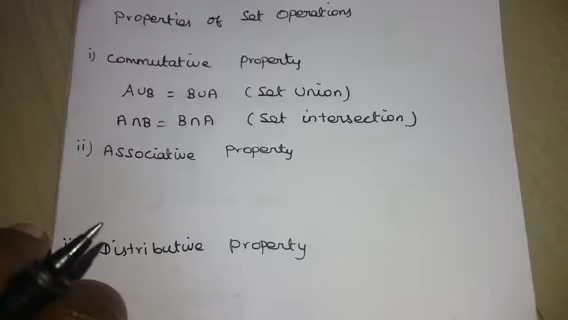 Properties of Set Operations
i) Commutative Property
A∪B = B∪A (Set Union)
A∩B = B∩A (Set intersection)
ii) Associative Property
Distributive Property